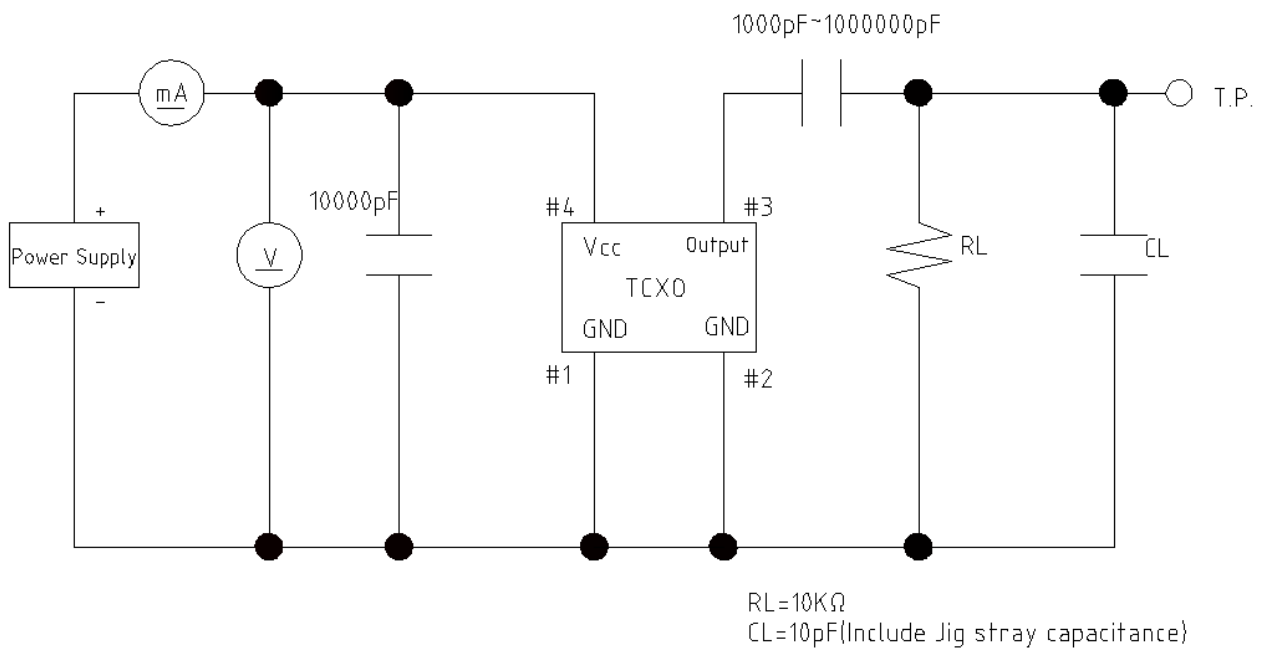 1000pF~1000000pF
mA
T.P.
10000pF
#4
#3
+
Power Supply
-
V
Vcc
Output
TCXO
GND
GND
RL
CL
#1
#2
RL=10KΩ
CL=10pF(Include Jig stray capacitance)